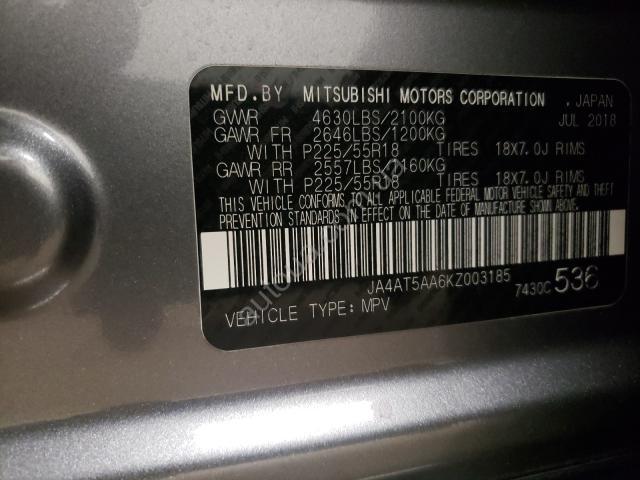 MFD.BY MITSUBISHI MOTORS CORPORATION , JAPAN
GVWR 4630LBS/2100KG JUL 2018
GAWR FR 2646LBS/1200KG
WITH P225/55R18 TIRES 18X7.0J RIMS
GAWR RR 2557LBS/1160KG
WITH P225/55R18 TIRES 18X7.0J RIMS
THIS VEHICLE CONFORMS TO ALL APPLICABLE FEDERAL MOTOR VEHICLE SAFETY AND THEFT
PREVENTION STANDARDS IN EFFECT ON THE DATE OF MANUFACTURE SHOWN ABOVE.
JA4AT5AA6KZ003185
7430C 536
VEHICLE TYPE: MPV